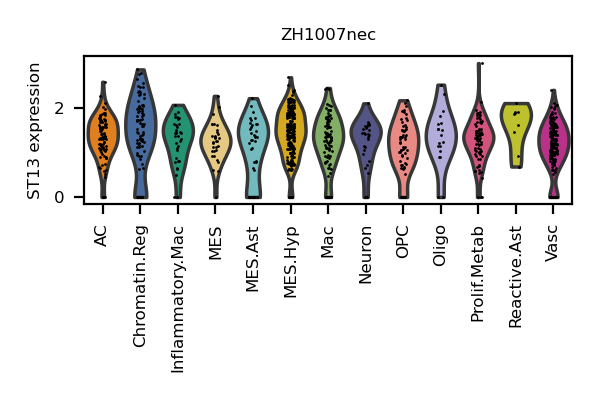 ZH1007nec
ST13 expression
2
0
AC
Chromatin.Reg
Inflammatory.Mac
MES
MES.Ast
MES.Hyp
Mac
Neuron
OPC
Oligo
Prolif.Metab
Reactive.Ast
Vasc